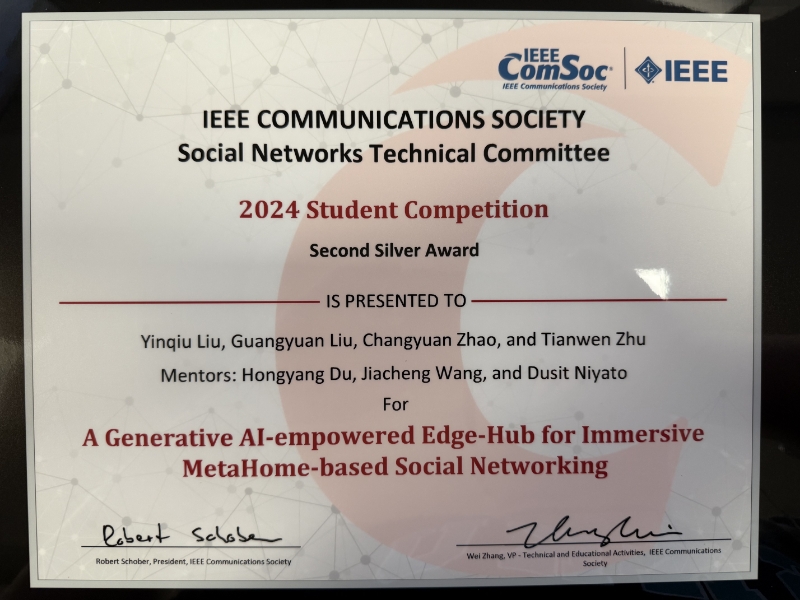 IEEE
ComSoc®
IEEE Communications Society
IEEE
IEEE COMMUNICATIONS SOCIETY
Social Networks Technical Committee
2024 Student Competition
Second Silver Award
IS PRESENTED TO
Yinqiu Liu, Guangyuan Liu, Changyuan Zhao, and Tianwen Zhu
Mentors: Hongyang Du, Jiacheng Wang, and Dusit Niyato
For
A Generative AI-empowered Edge-Hub for Immersive
MetaHome-based Social Networking
Robert Schober
Robert Schober, President, IEEE Communications Society
Wei Zhang, VP - Technical and Educational Activities, IEEE Communications
Society